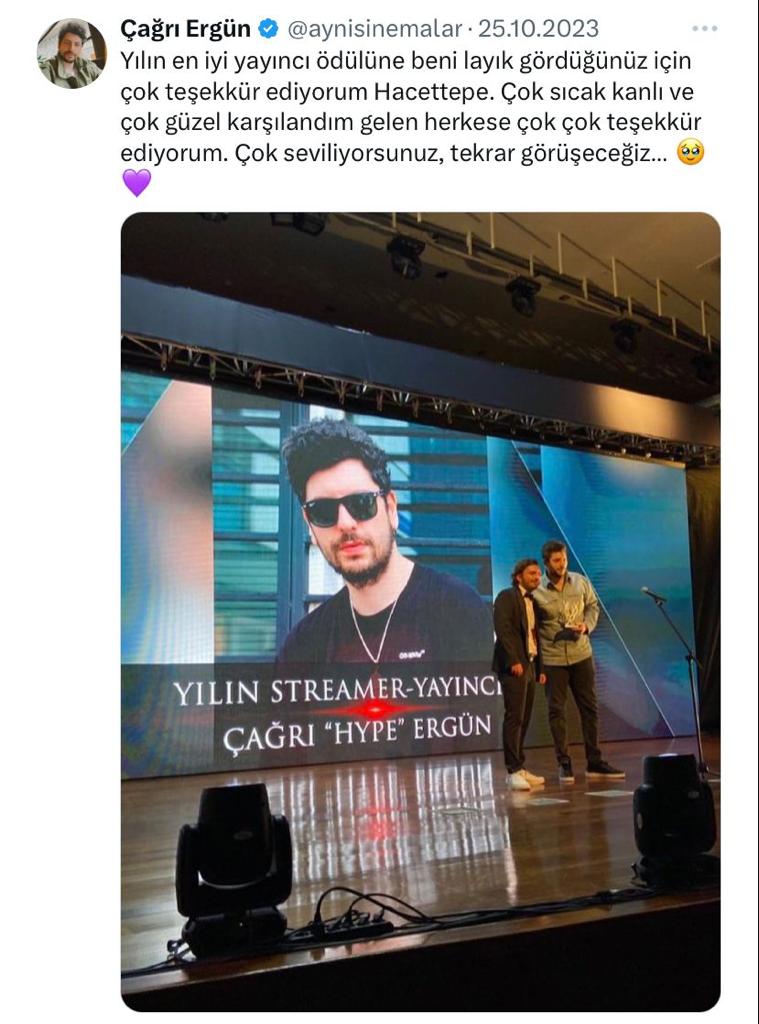 Çağrı Ergün @aynisinemalar · 25.10.2023
Yılın en iyi yayıncı ödülüne beni layık gördüğünüz için
çok teşekkür ediyorum Hacettepe. Çok sıcak kanlı ve
çok güzel karşılandım gelen herkese çok çok teşekkür
ediyorum. Çok seviliyorsunuz, tekrar görüşeceğiz... 🥹
💜
YILIN STREAMER-YAYINCI
ÇAĞRI “HYPE” ERGÜN